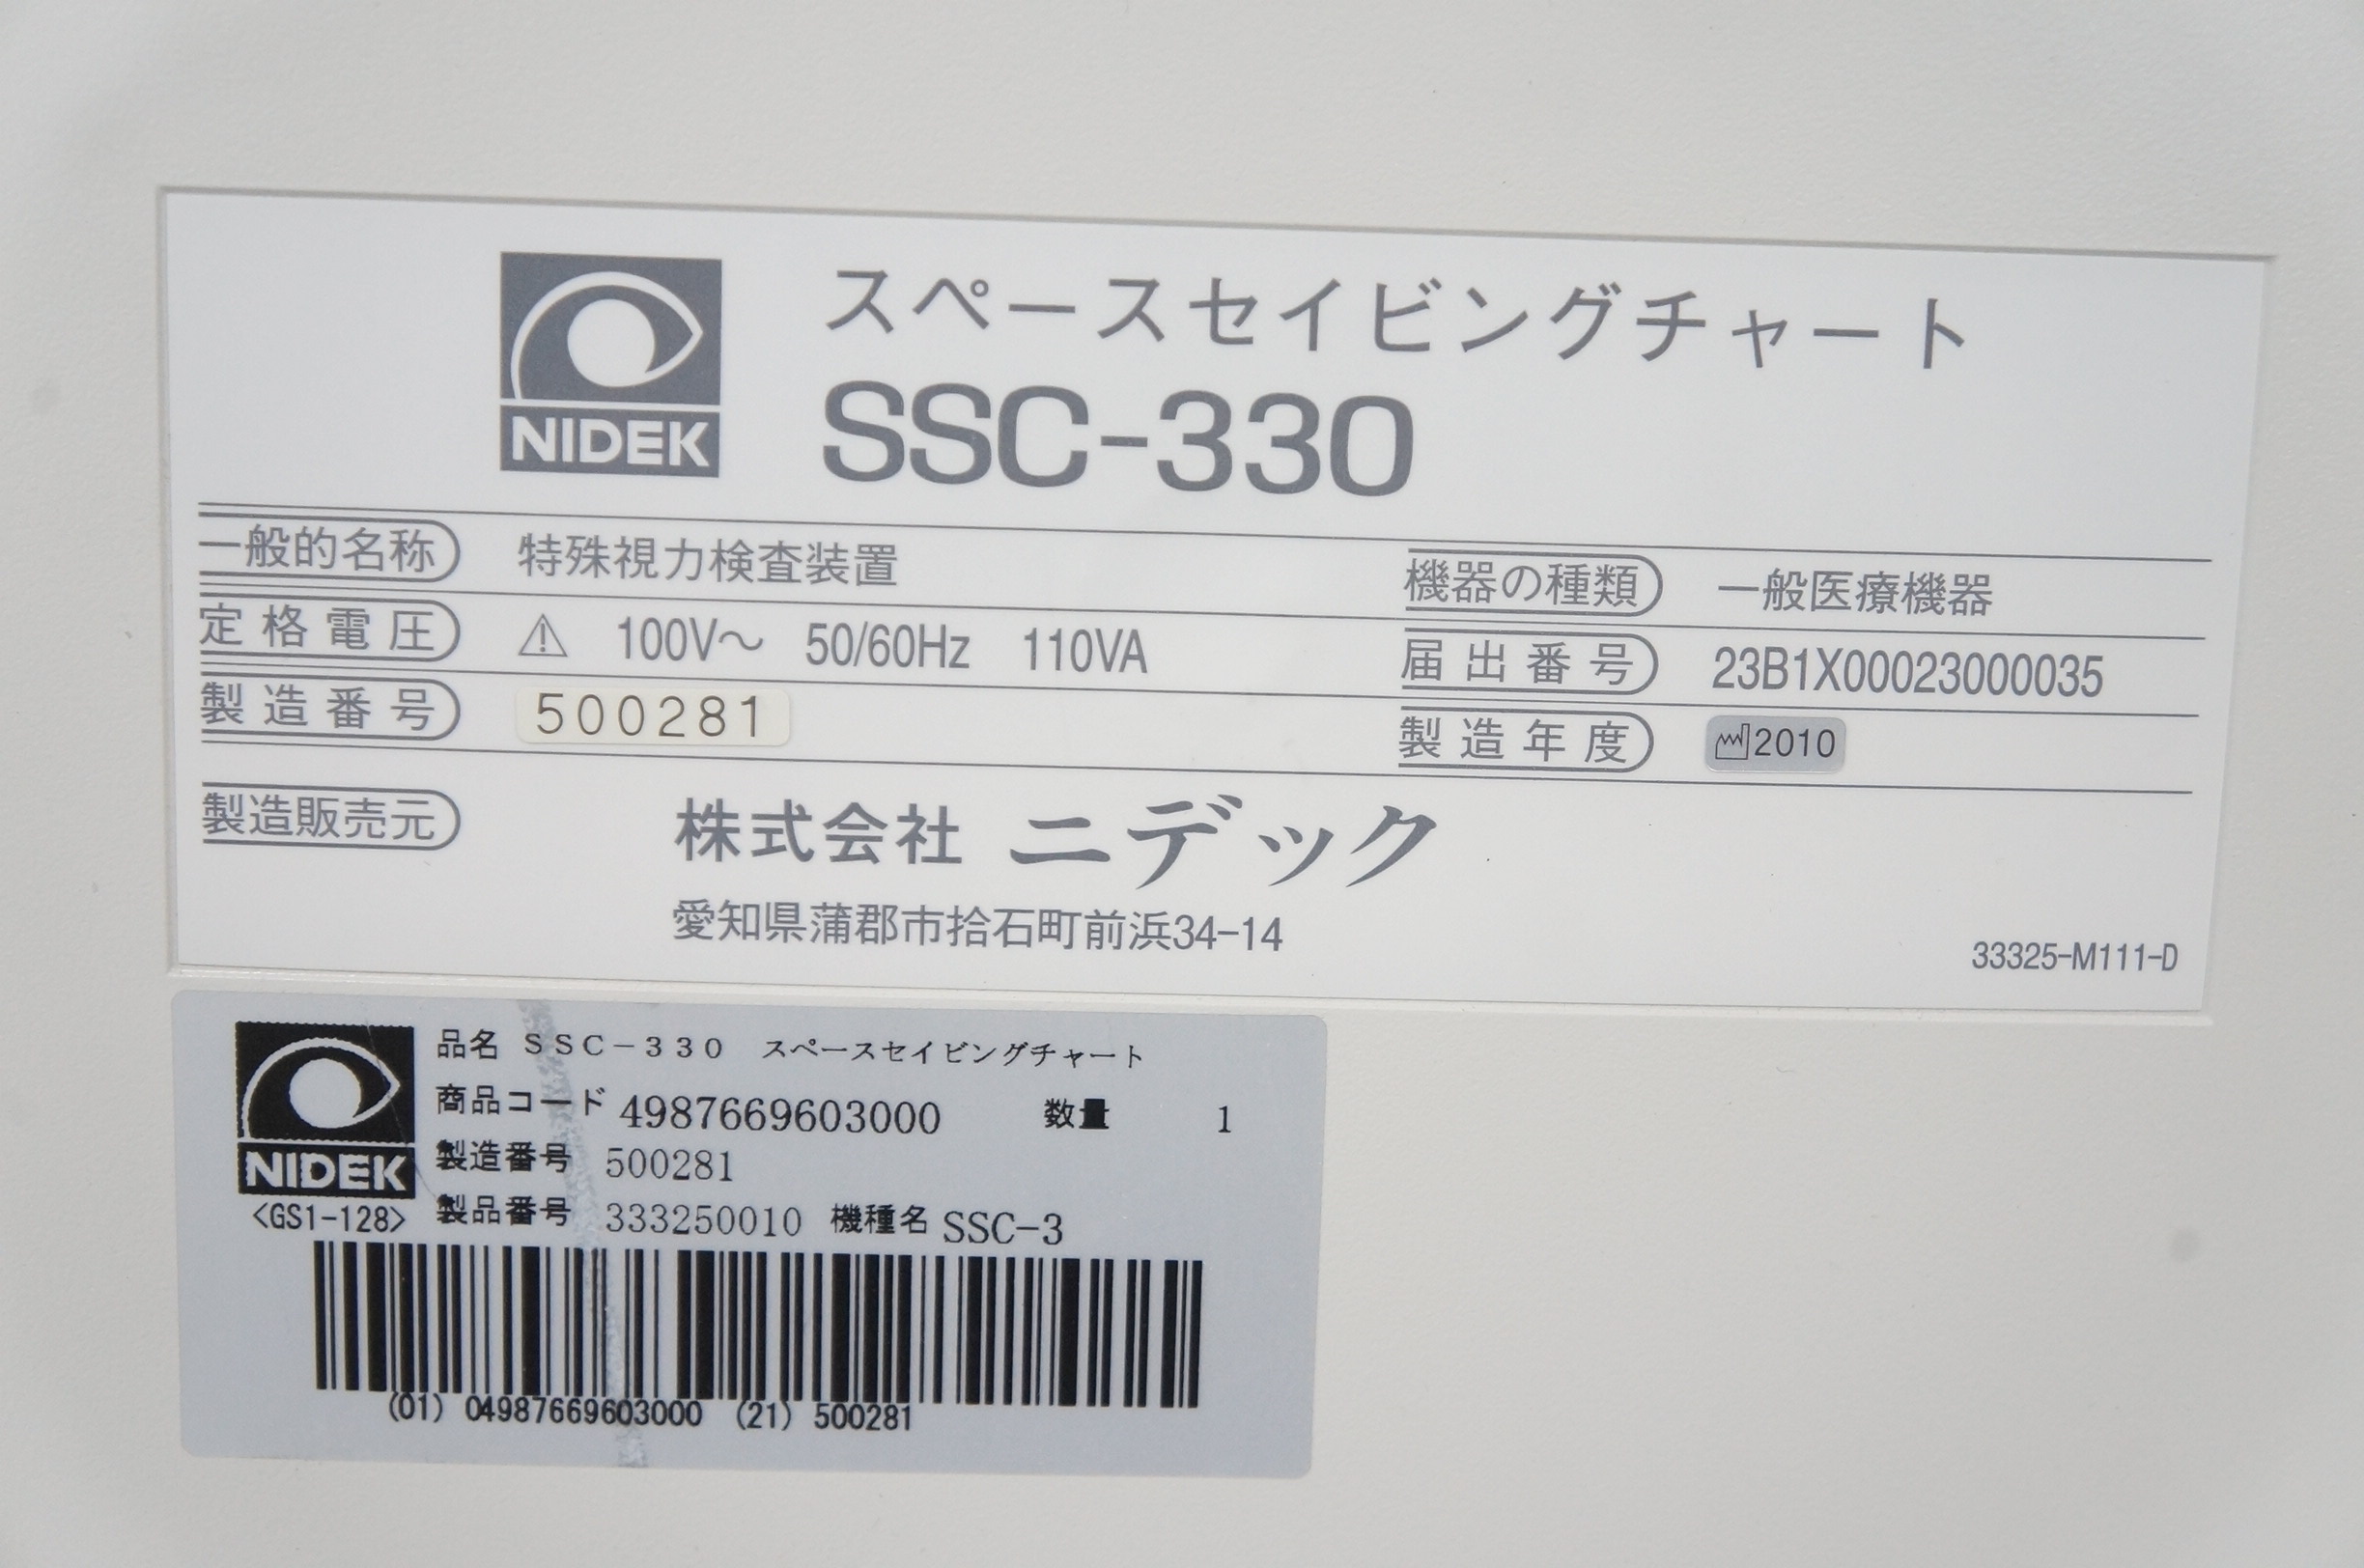 NIDEK
スペースセイビングチャート
SSC-330
一般的名称 特殊視力検査装置 機器の種類 一般医療機器
定格電圧 ⚠ 100V～ 50/60Hz 110VA 届出番号 23B1X00023000035
製造番号 500281 製造年度 2010
製造販売元 株式会社 ニデック
愛知県蒲郡市拾石町前浜34-14
33325-M111-D
NIDEK
<GS1-128>
品名 ＳＳＣ－３３０ スペースセイビングチャート
商品コード 4987669603000 数量 1
製造番号 500281
製品番号 333250010 機種名 SSC-3
(01) 04987669603000 (21) 500281